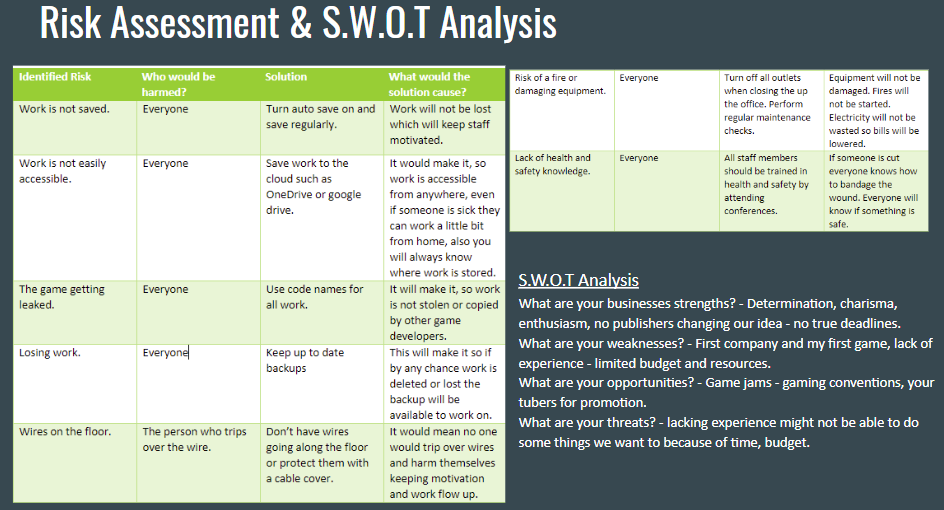 Risk Assessment & S.W.O.T Analysis
Identified Risk
Who would be
harmed?
Solution
What would the
solution cause?
Work is not saved.
Everyone
Turn auto save on and
save regularly.
Work will not be lost
which will keep staff
motivated.
Work is not easily
accessible.
Everyone
Save work to the
cloud such as
OneDrive or google
drive.
It would make it, so
work is accessible
from anywhere, even
if someone is sick they
can work a little bit
from home, also you
will always know
where work is stored.
The game getting
leaked.
Everyone
Use code names for
all work.
It will make it, so work
is not stolen or copied
by other game
developers.
Losing work.
Everyone
Keep up to date
backups
This will make it so if
by any chance work is
deleted or lost the
backup will be
available to work on.
Wires on the floor.
The person who trips
over the wire.
Don't have wires
going along the floor
or protect them with
a cable cover.
It would mean no one
would trip over wires
and harm themselves
keeping motivation
and work flow up.
Risk of a fire or
damaging equipment.
Everyone
Turn off all outlets
when closing the up
the office. Perform
regular maintenance
checks.
Equipment will not be
damaged. Fires will
not be started.
Electricity will not be
wasted so bills will be
lowered.
Lack of health and
safety knowledge.
Everyone
All staff members
should be trained in
health and safety by
attending
conferences.
If someone is cut
everyone knows how
to bandage the
wound. Everyone will
know if something is
safe.
S.W.O.T Analysis
What are your businesses strengths? - Determination, charisma,
enthusiasm, no publishers changing our idea - no true deadlines.
What are your weaknesses? - First company and my first game, lack of
experience - limited budget and resources.
What are your opportunities? - Game jams - gaming conventions, your
tubers for promotion.
What are your threats? - lacking experience might not be able to do
some things we want to because of time, budget.